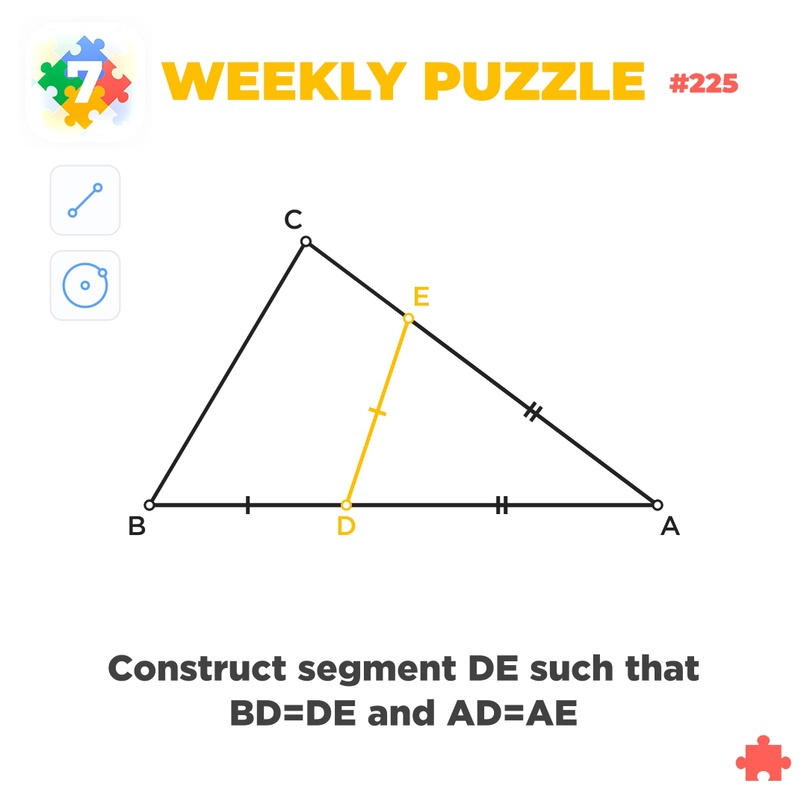 7
WEEKLY PUZZLE #225
C
E
B
D
A
Construct segment DE such that
BD=DE and AD=AE